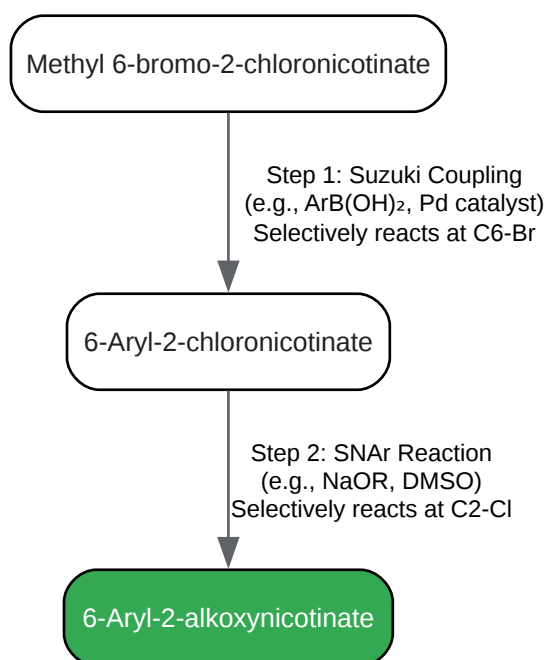 Methyl 6-bromo-2-chloronicotinate
Step 1: Suzuki Coupling
(e.g., ArB(OH)₂, Pd catalyst)
Selectively reacts at C6-Br
6-Aryl-2-chloronicotinate
Step 2: SNAr Reaction
(e.g., NaOR, DMSO)
Selectively reacts at C2-Cl
6-Aryl-2-alkoxynicotinate